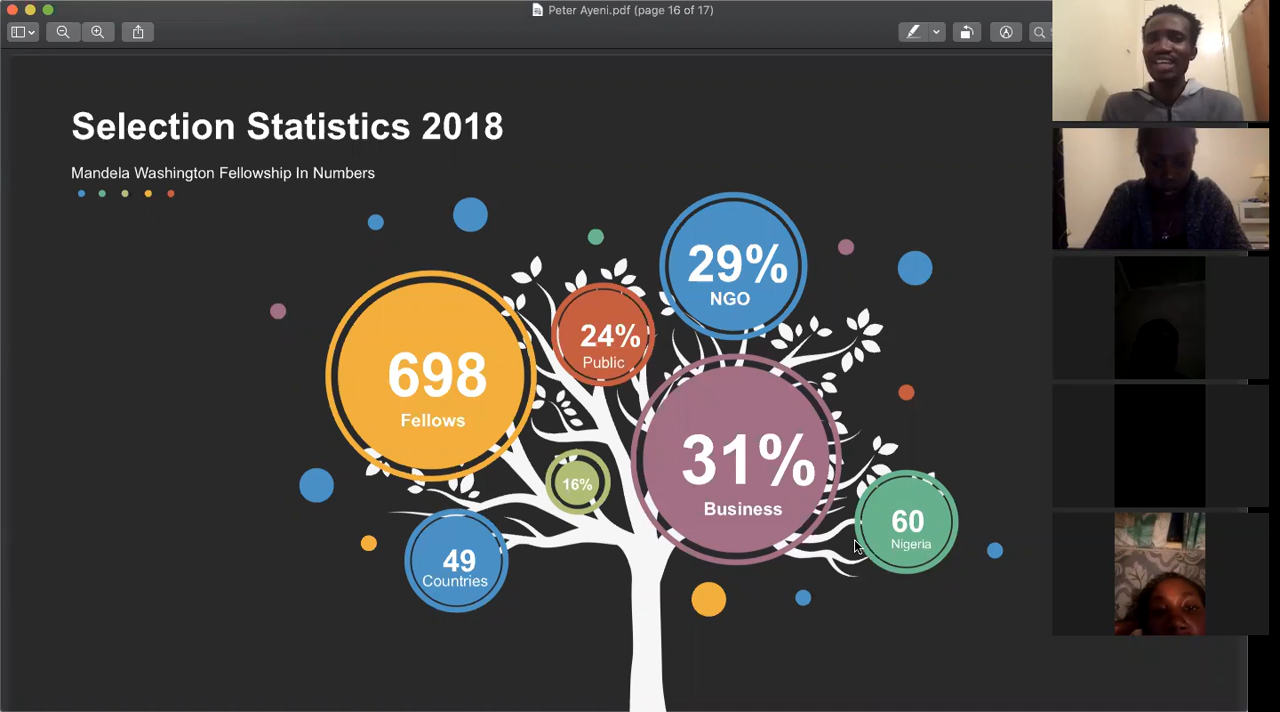 Peter Ayeni.pdf (page 16 of 17)
Selection Statistics 2018
Mandela Washington Fellowship In Numbers
29%
NGO
24%
Public
698
Fellows
31%
Business
16%
60
Nigeria
49
Countries